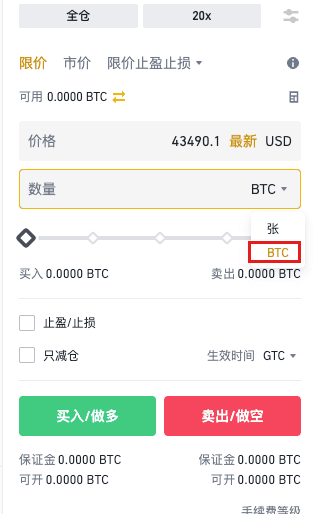 全仓 20x
限价 市价 限价止盈止损
可用 0.0000 BTC
价格 43490.1 最新 USD
数量 BTC
张
BTC
买入 0.0000 BTC 卖出 0.0000 BTC
止盈/止损
只减仓 生效时间 GTC
买入/做多 卖出/做空
保证金 0.0000 BTC 保证金 0.0000 BTC
可开 0.0000 BTC 可开 0.0000 BTC
手续费等级